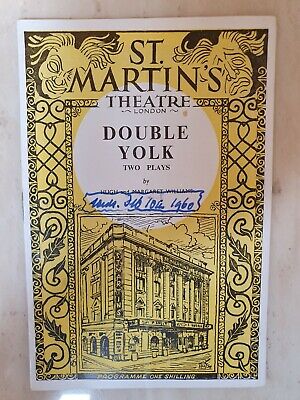 ST.
MARTIN'S
THEATRE
LONDON
DOUBLE
YOLK
TWO PLAYS
by
HUGH and MARGARET WILLIAMS
Feb 10th 1960
PROGRAMME ONE SHILLING